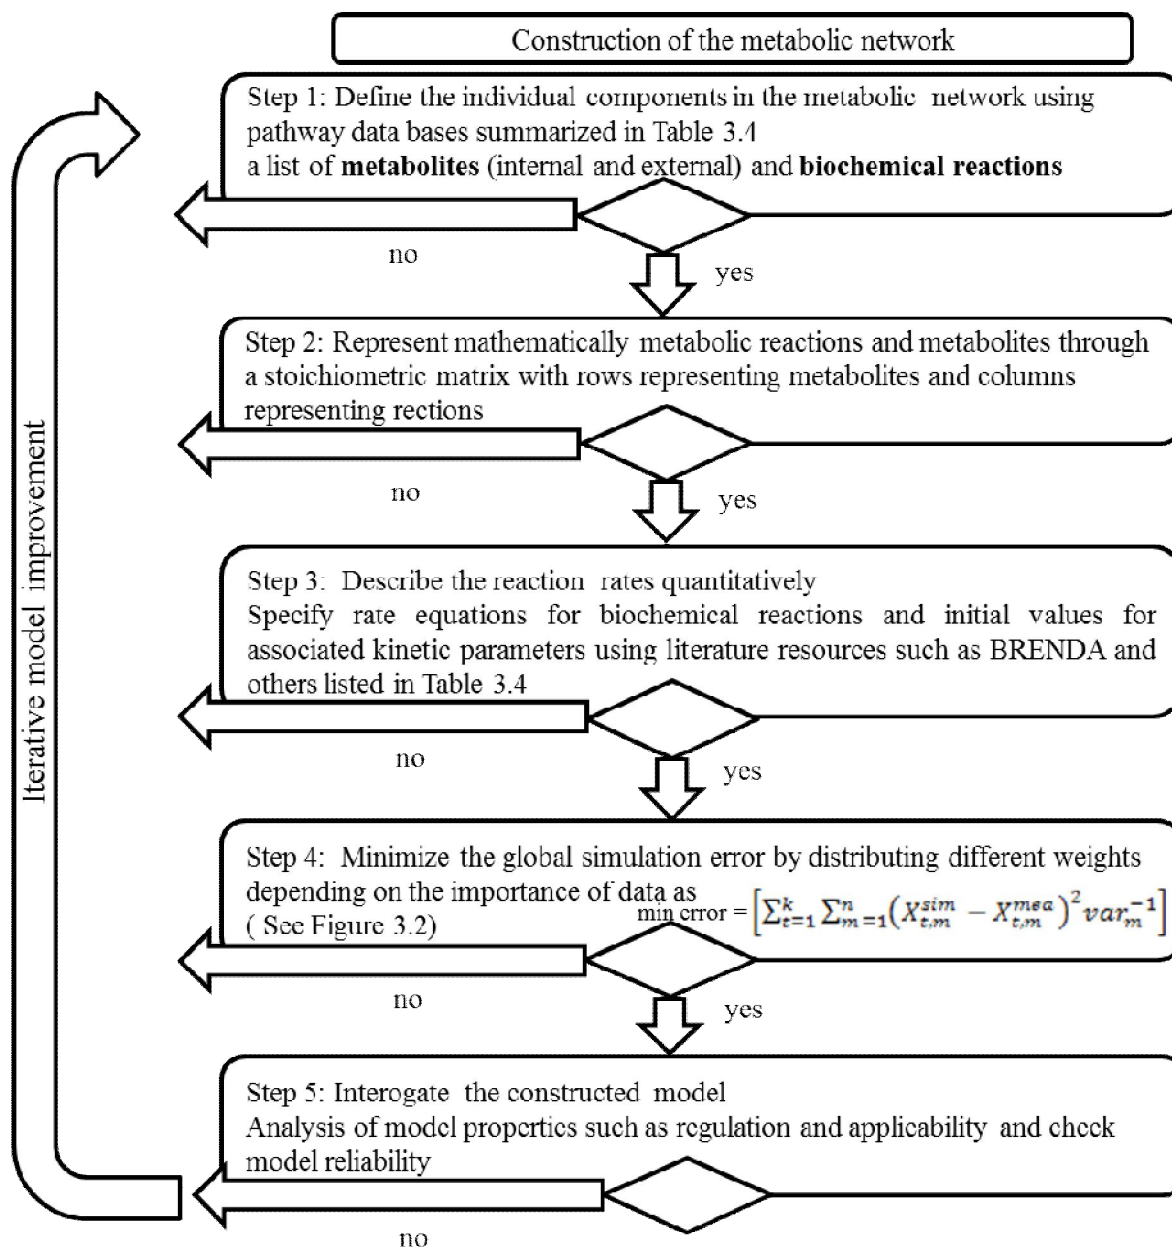 Construction of the metabolic network
Step 1: Define the individual components in the metabolic network using
pathway data bases summarized in Table 3.4
a list of metabolites (internal and external) and biochemical reactions
no
yes
Step 2: Represent mathematically metabolic reactions and metabolites through
a stoichiometric matrix with rows representing metabolites and columns
representing rections
no
yes
Step 3: Describe the reaction rates quantitatively
Specify rate equations for biochemical reactions and initial values for
associated kinetic parameters using literature resources such as BRENDA and
others listed in Table 3.4
no
yes
Step 4: Minimize the global simulation error by distributing different weights
depending on the importance of data as
( See Figure 3.2)
min error = [∑_{t=1}^{k} ∑_{m=1}^{n} (X_{t,m}^{sim} − X_{t,m}^{mea})^2 var_m^{-1}]
no
yes
Step 5: Interogate the constructed model
Analysis of model properties such as regulation and applicability and check
model reliability
no
Iterative model improvement